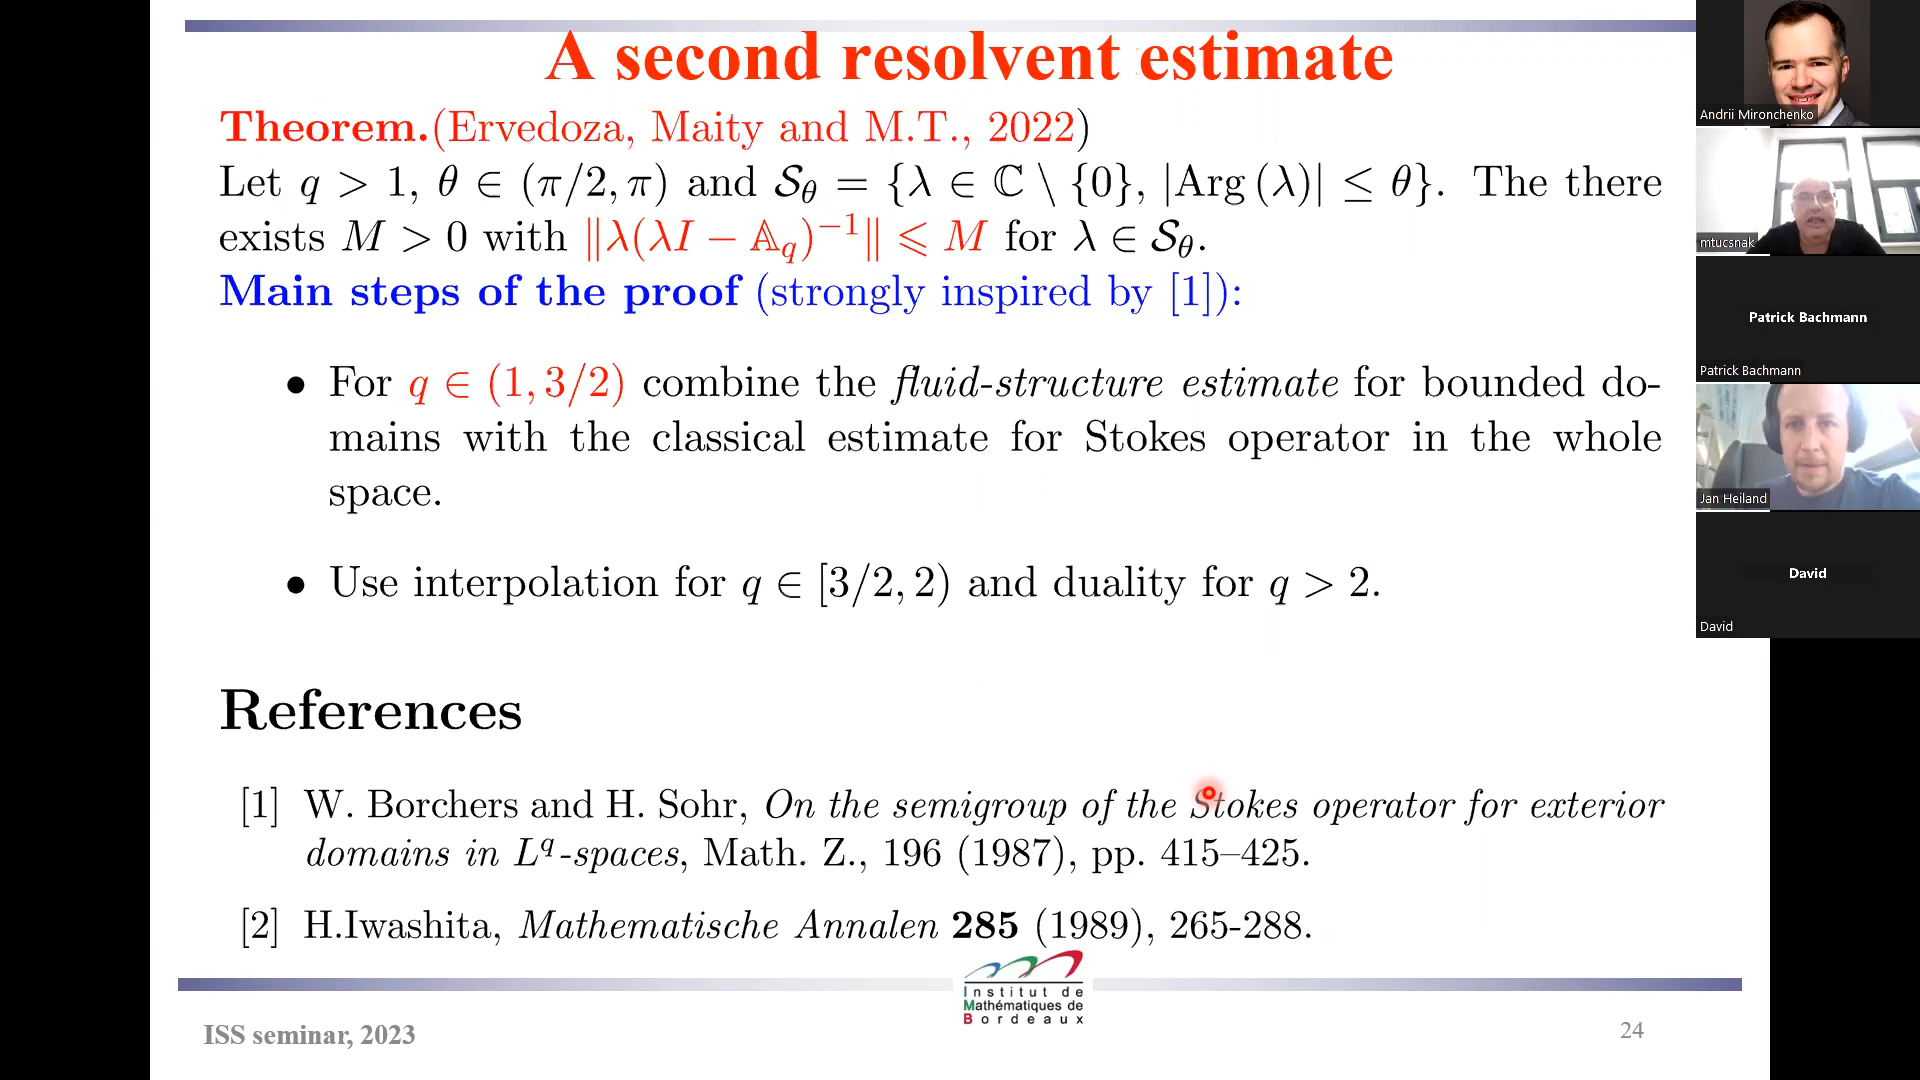 A second resolvent estimate
Theorem.(Ervedoza, Maity and M.T., 2022)
Let q > 1, θ ∈ (π/2, π) and 𝒮_θ = {λ ∈ ℂ \ {0}, |Arg (λ)| ≤ θ}. The there
exists M > 0 with ‖λ(λI − 𝔸_q)⁻¹‖ ⩽ M for λ ∈ 𝒮_θ.
Main steps of the proof (strongly inspired by [1]):
• For q ∈ (1, 3/2) combine the fluid-structure estimate for bounded do-
mains with the classical estimate for Stokes operator in the whole
space.
• Use interpolation for q ∈ [3/2, 2) and duality for q > 2.
References
[1] W. Borchers and H. Sohr, On the semigroup of the Stokes operator for exterior
domains in L^q-spaces, Math. Z., 196 (1987), pp. 415–425.
[2] H.Iwashita, Mathematische Annalen 285 (1989), 265-288.
Institut de
Mathématiques de
Bordeaux
ISS seminar, 2023
24
Andrii Mironchenko
mtucsnak
Patrick Bachmann
Patrick Bachmann
Jan Heiland
David
David